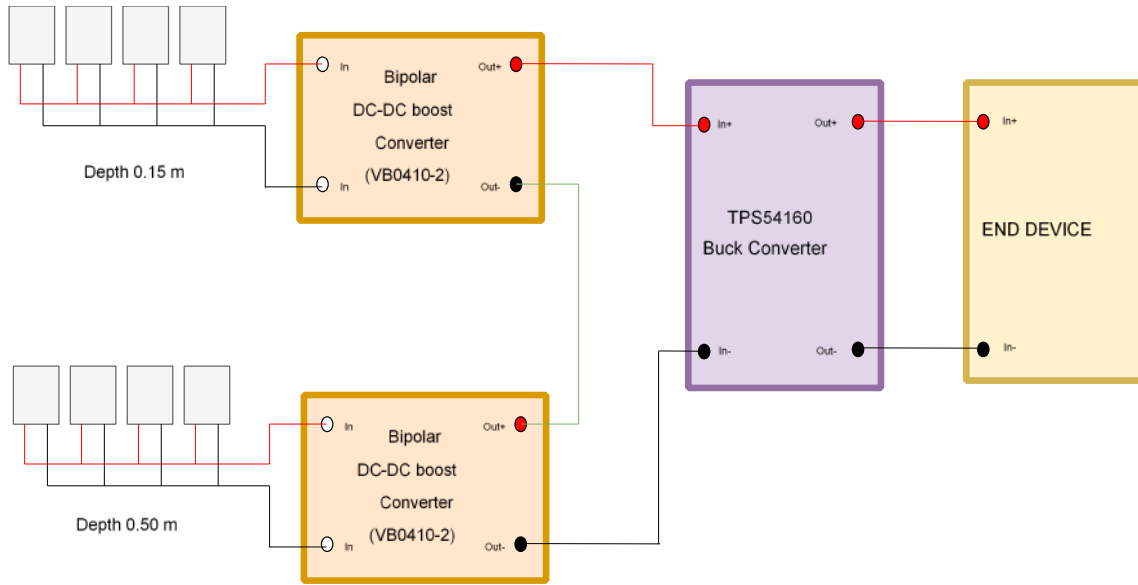 In
Bipolar
DC-DC boost
Converter
(VB0410-2)
Out+
In
Out-
Depth 0.15 m
In+
Out+
TPS54160
Buck Converter
In-
Out-
In+
END DEVICE
In-
In
Bipolar
DC-DC boost
Converter
(VB0410-2)
Out+
In
Out-
Depth 0.50 m